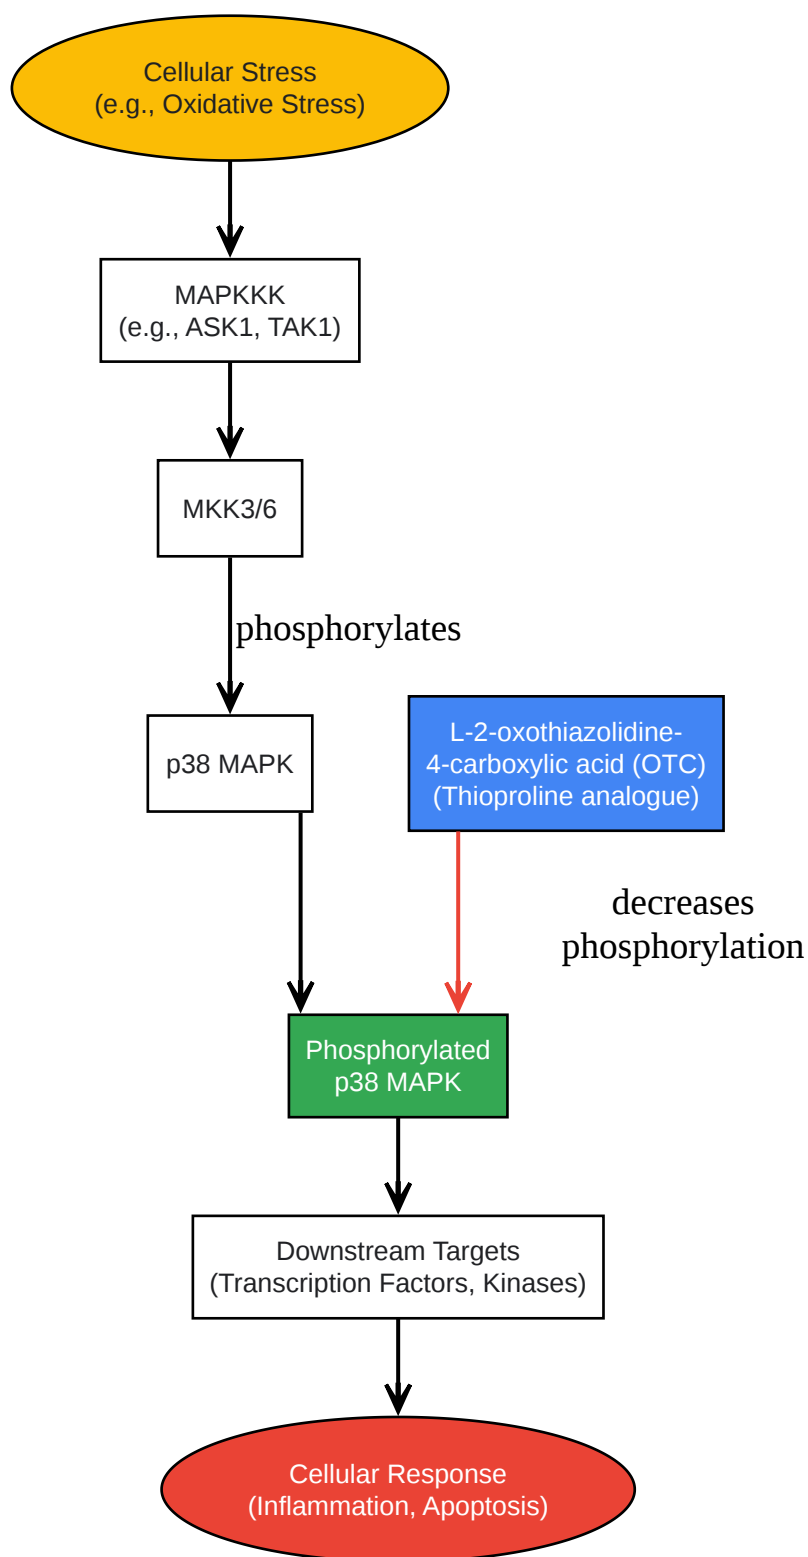 Cellular Stress
(e.g., Oxidative Stress)
MAPKKK
(e.g., ASK1, TAK1)
MKK3/6
phosphorylates
p38 MAPK
L-2-oxothiazolidine-
4-carboxylic acid (OTC)
(Thioproline analogue)
decreases
phosphorylation
Phosphorylated
p38 MAPK
Downstream Targets
(Transcription Factors, Kinases)
Cellular Response
(Inflammation, Apoptosis)